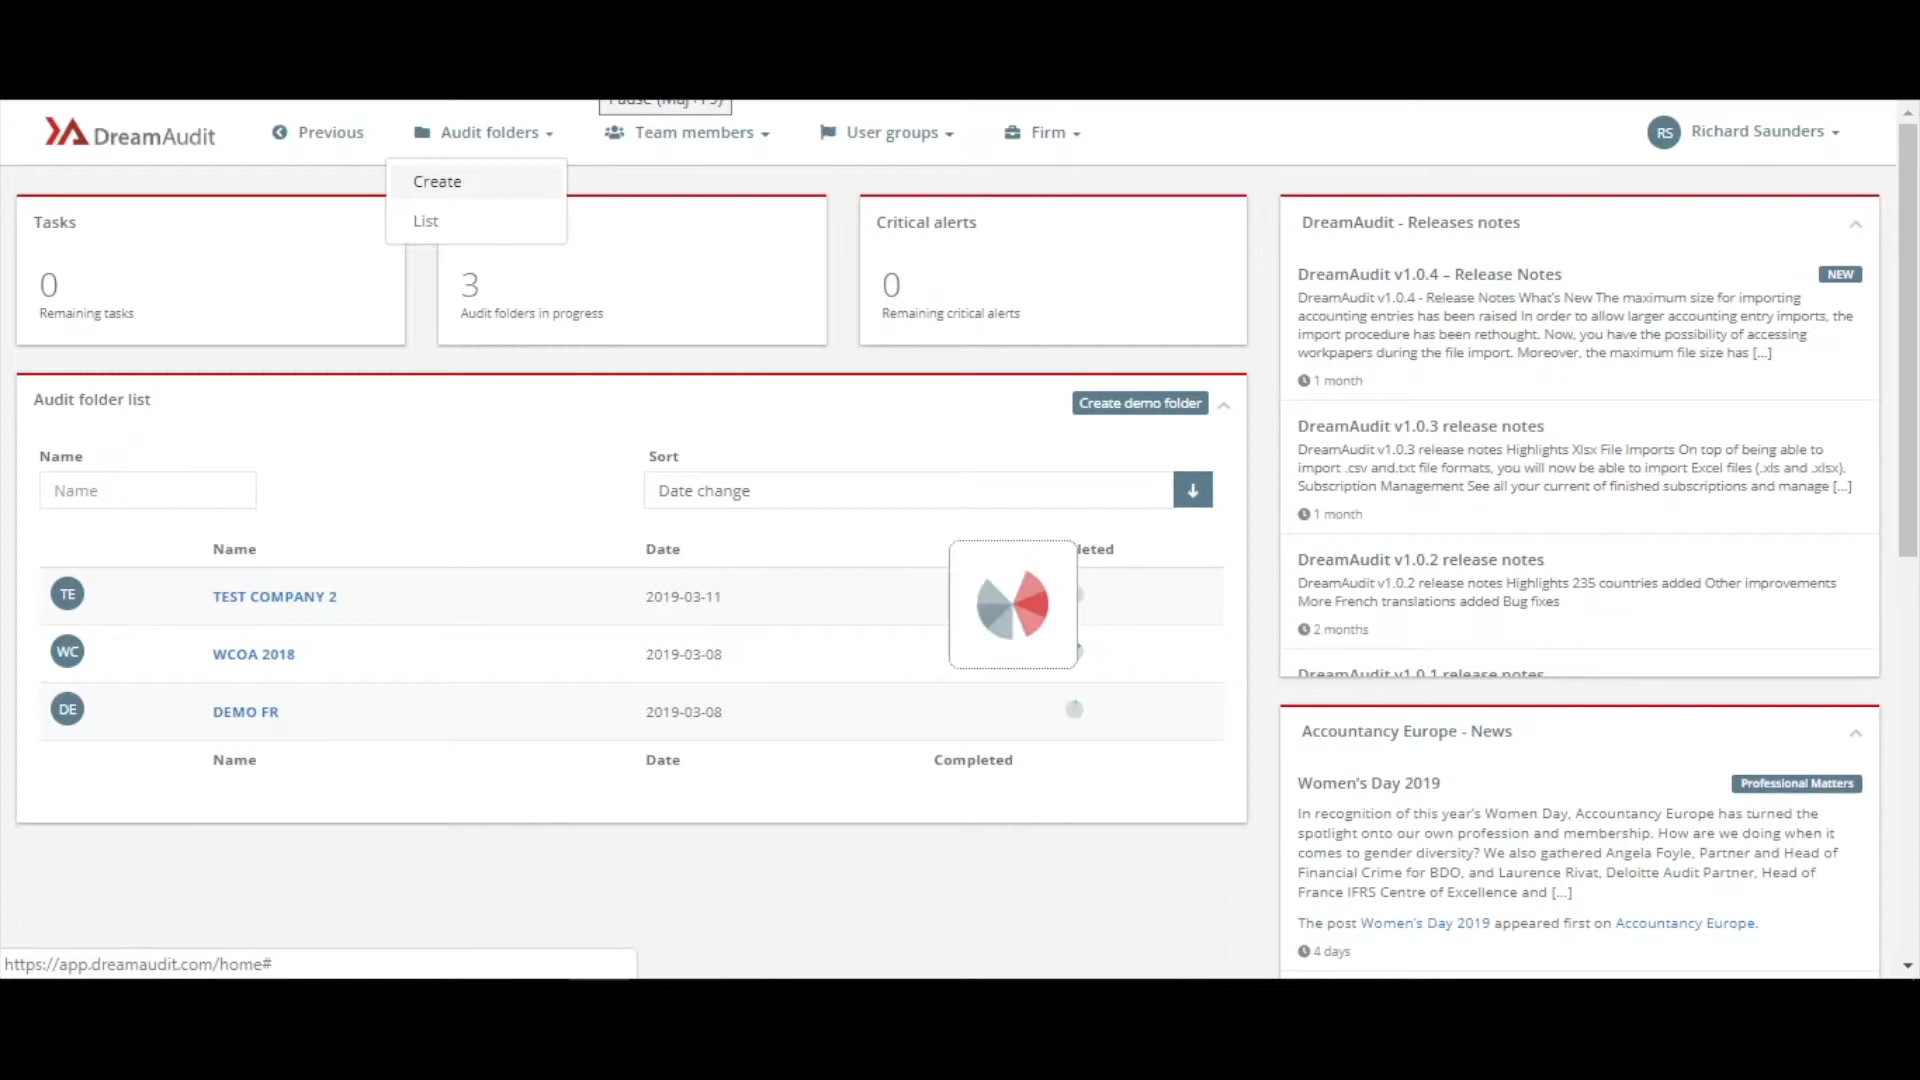 DreamAudit
Previous
Audit folders
Team members
User groups
Firm
RS
Richard Saunders
Create
List
Tasks
0
Remaining tasks
3
Audit folders in progress
Critical alerts
0
Remaining critical alerts
Audit folder list
Create demo folder
Name
Sort
Name
Date change
Name
Date
TE
TEST COMPANY 2
2019-03-11
WC
WCOA 2018
2019-03-08
DE
DEMO FR
2019-03-08
Name
Date
Completed
DreamAudit - Releases notes
DreamAudit v1.0.4 – Release Notes
NEW
DreamAudit v1.0.4 - Release Notes What's New The maximum size for importing
accounting entries has been raised In order to allow larger accounting entry imports, the
import procedure has been rethought. Now, you have the possibility of accessing
workpapers during the file import. Moreover, the maximum file size has [...]
1 month
DreamAudit v1.0.3 release notes
DreamAudit v1.0.3 release notes Highlights Xlsx File Imports On top of being able to
import .csv and.txt file formats, you will now be able to import Excel files (.xls and .xlsx).
Subscription Management See all your current of finished subscriptions and manage [...]
1 month
DreamAudit v1.0.2 release notes
DreamAudit v1.0.2 release notes Highlights 235 countries added Other improvements
More French translations added Bug fixes
2 months
DreamAudit v1.0.1 release notes
Accountancy Europe - News
Women's Day 2019
Professional Matters
In recognition of this year's Women Day, Accountancy Europe has turned the
spotlight onto our own profession and membership. How are we doing when it
comes to gender diversity? We also gathered Angela Foyle, Partner and Head of
Financial Crime for BDO, and Laurence Rivat, Deloitte Audit Partner, Head of
France IFRS Centre of Excellence and [...]
The post Women's Day 2019 appeared first on Accountancy Europe.
4 days
https://app.dreamaudit.com/home#